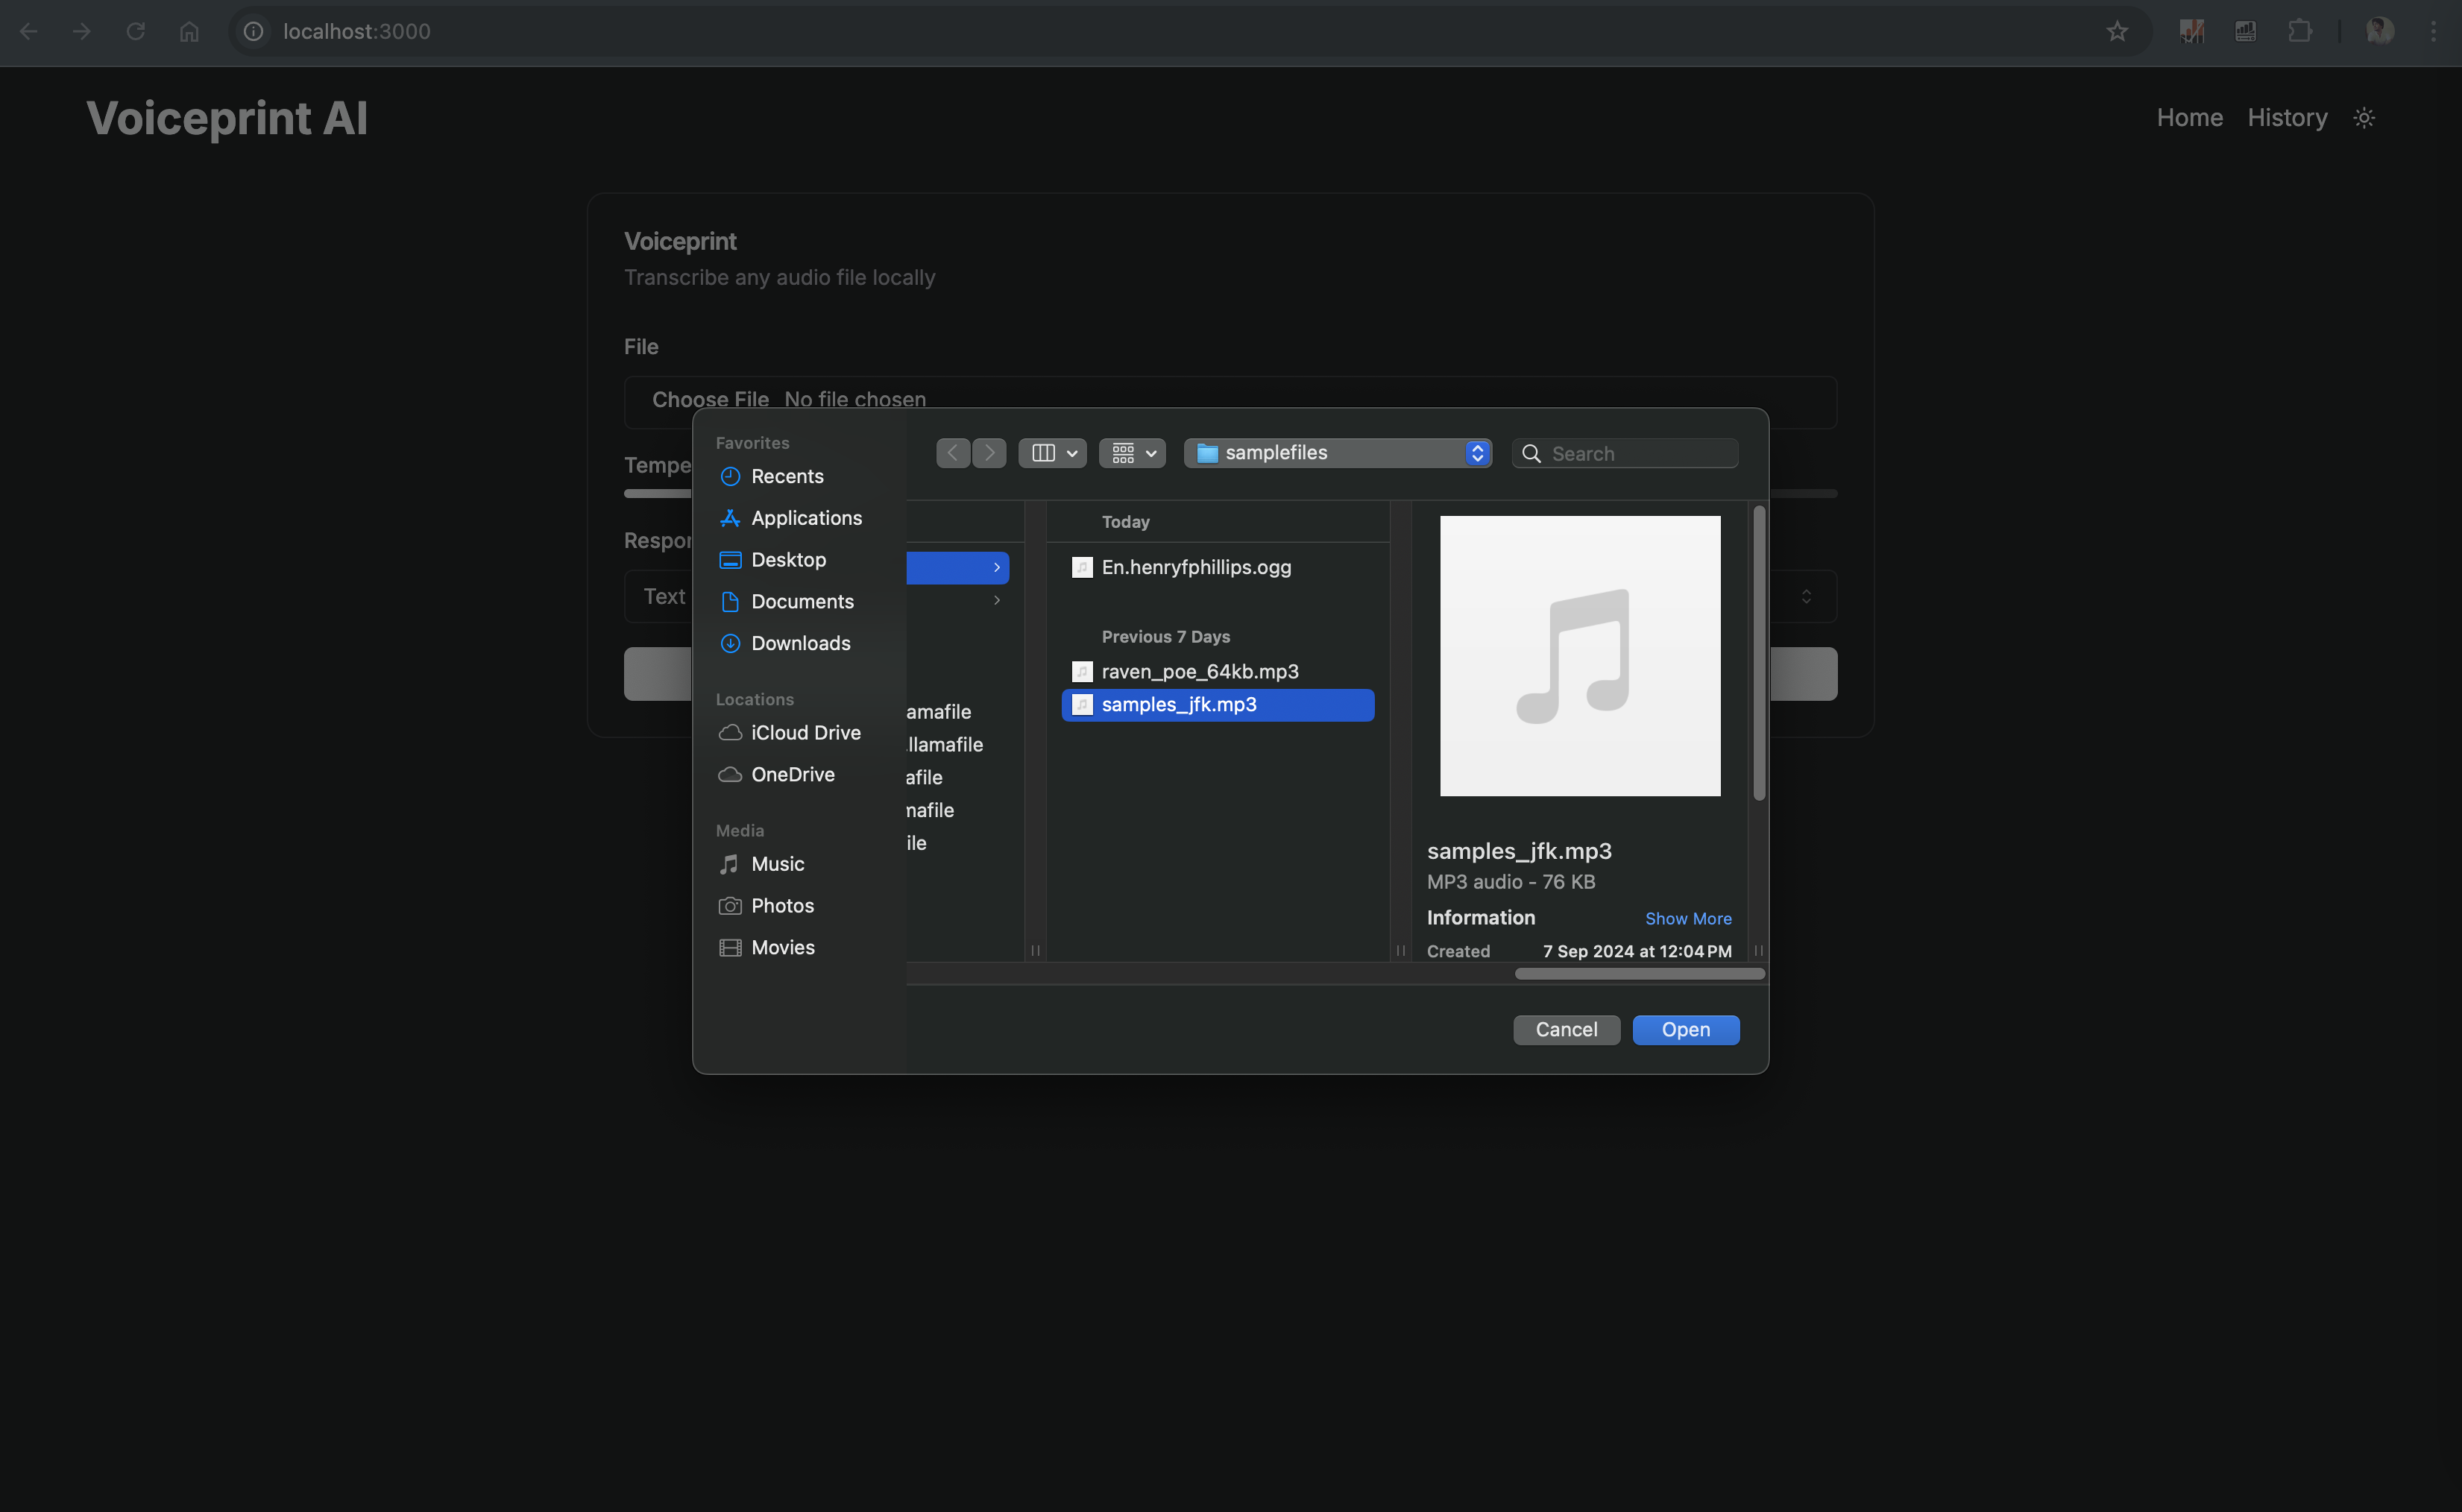 localhost:3000
Voiceprint AI
Home
History
Voiceprint
Transcribe any audio file locally
File
Choose File No file chosen
Text
Favorites
Recents
Applications
Desktop
Documents
Downloads
Locations
iCloud Drive
OneDrive
Media
Music
Photos
Movies
samplefiles
Search
amafile
.llamafile
afile
mafile
ile
Today
En.henryfphillips.ogg
Previous 7 Days
raven_poe_64kb.mp3
samples_jfk.mp3
samples_jfk.mp3
MP3 audio - 76 KB
Information Show More
Created 7 Sep 2024 at 12:04 PM
Cancel
Open